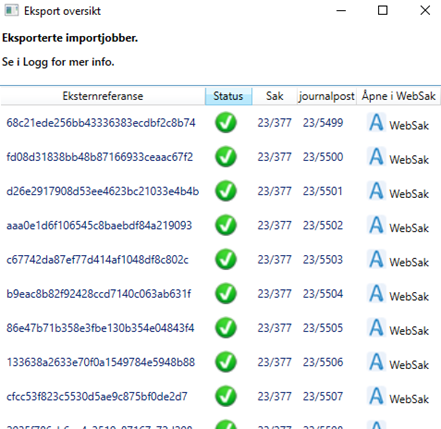 Eksport oversikt
Eksporterte importjobber.
Se i Logg for mer info.
Eksternreferanse Status Sak journalpost Åpne i WebSak
68c21ede256bb43336383ecdbf2c8b74 23/377 23/5499 WebSak
fd08d31838bb48b87166933ceaac67f2 23/377 23/5500 WebSak
d26e2917908d53ee4623bc21033e4b4b 23/377 23/5501 WebSak
aaa0e1d6f106545c8baebdf84a219093 23/377 23/5502 WebSak
c67742da87ef77d414af1048df8c802c 23/377 23/5503 WebSak
b9eac8b82f92428ccd7140c063ab631f 23/377 23/5504 WebSak
86e47b71b358e3fbe130b354e04843f4 23/377 23/5505 WebSak
133638a2633e70f0a1549784e5948b88 23/377 23/5506 WebSak
cfcc53f823c5530d5ae9c875bf0de2d7 23/377 23/5507 WebSak